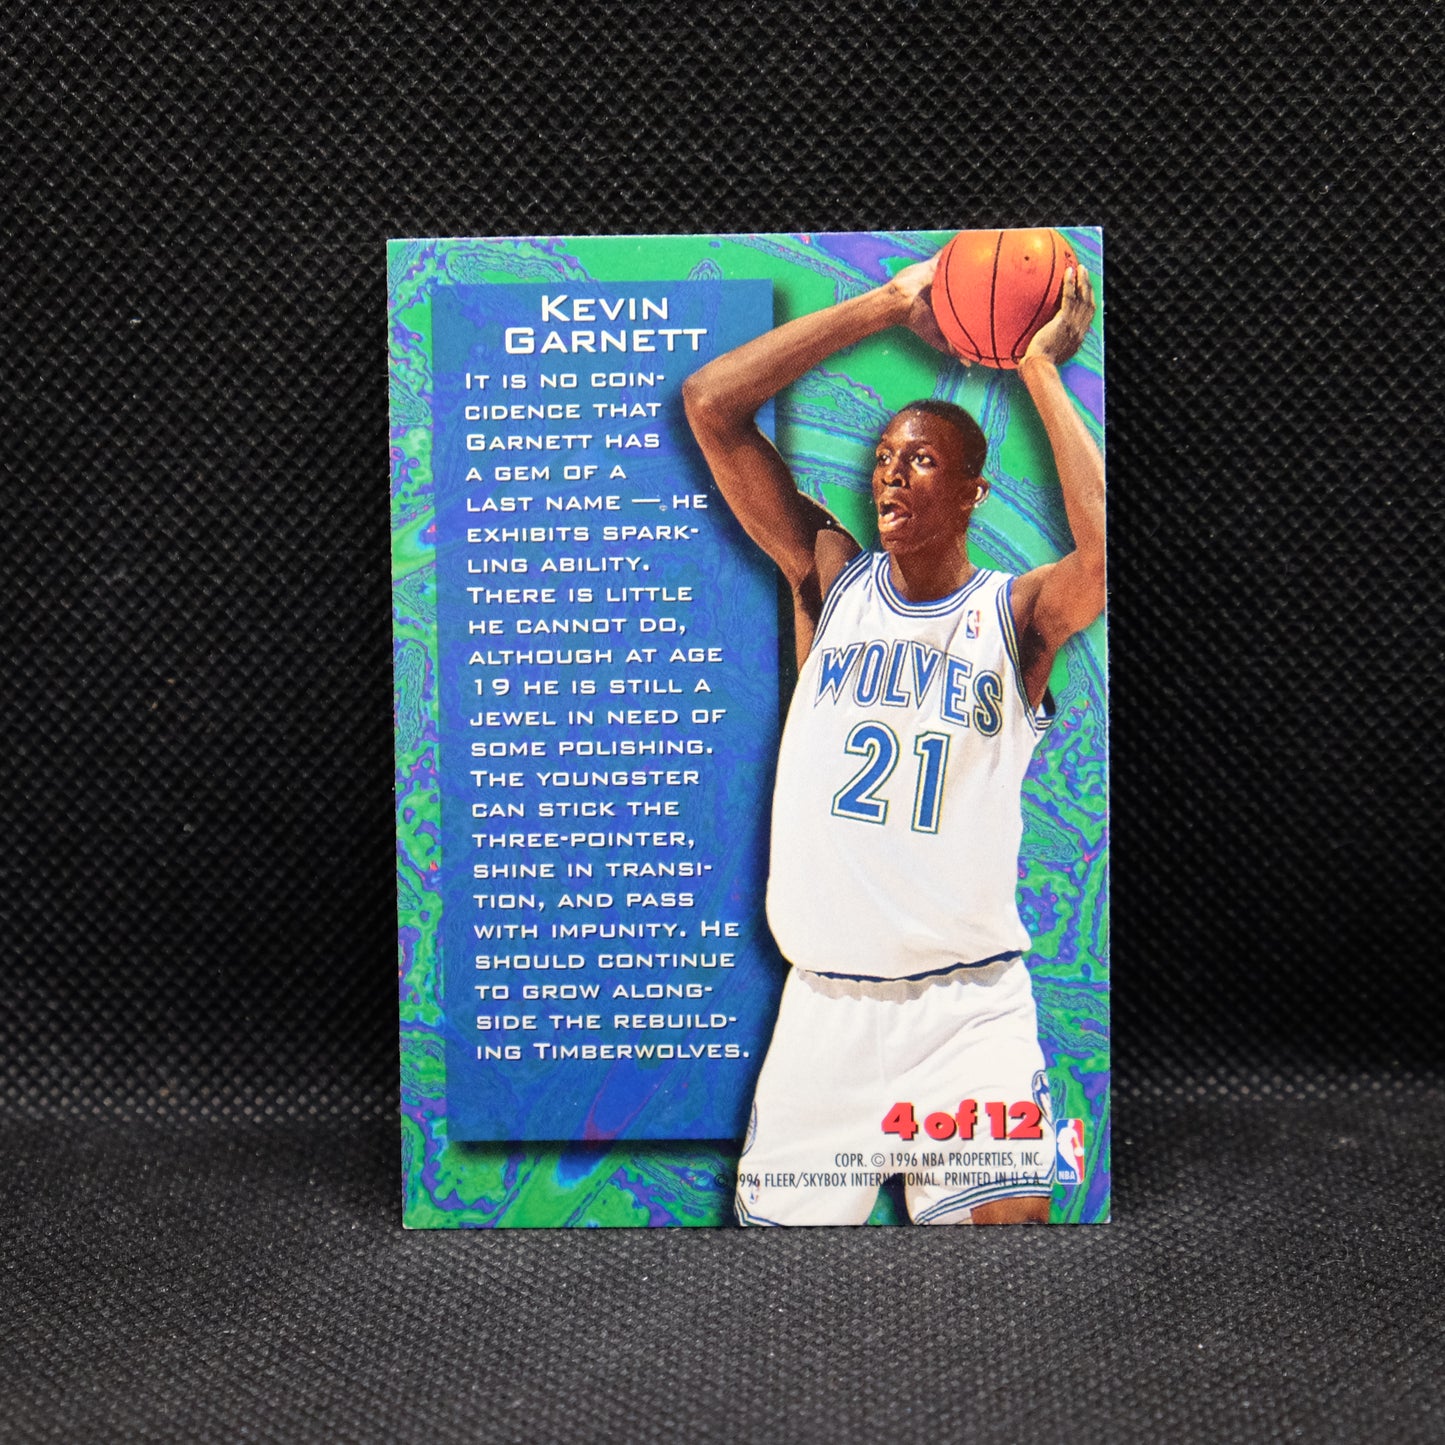 KEVIN
GARNETT
IT IS NO COIN-
CIDENCE THAT
GARNETT HAS
A GEM OF A
LAST NAME — HE
EXHIBITS SPARK-
LING ABILITY.
THERE IS LITTLE
HE CANNOT DO,
ALTHOUGH AT AGE
19 HE IS STILL A
JEWEL IN NEED OF
SOME POLISHING.
THE YOUNGSTER
CAN STICK THE
THREE-POINTER,
SHINE IN TRANSI-
TION, AND PASS
WITH IMPUNITY. HE
SHOULD CONTINUE
TO GROW ALONG-
SIDE THE REBUILD-
ING TIMBERWOLVES.
WOLVES
21
4 of 12
COPR. © 1996 NBA PROPERTIES, INC.
© 1996 FLEER/SKYBOX INTERNATIONAL. PRINTED IN U.S.A.
NBA